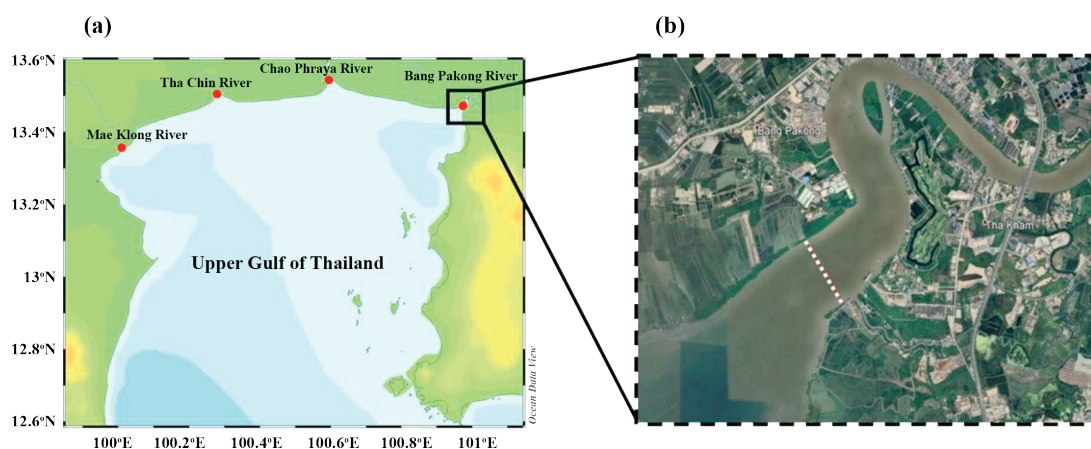 (a)
(b)
13.6°N
13.4°N
13.2°N
13°N
12.8°N
12.6°N
Chao Phraya River
Tha Chin River
Bang Pakong River
Mae Klong River
Upper Gulf of Thailand
Ocean Data View
100°E
100.2°E
100.4°E
100.6°E
100.8°E
101°E
Bang Pakong
Tha Kham